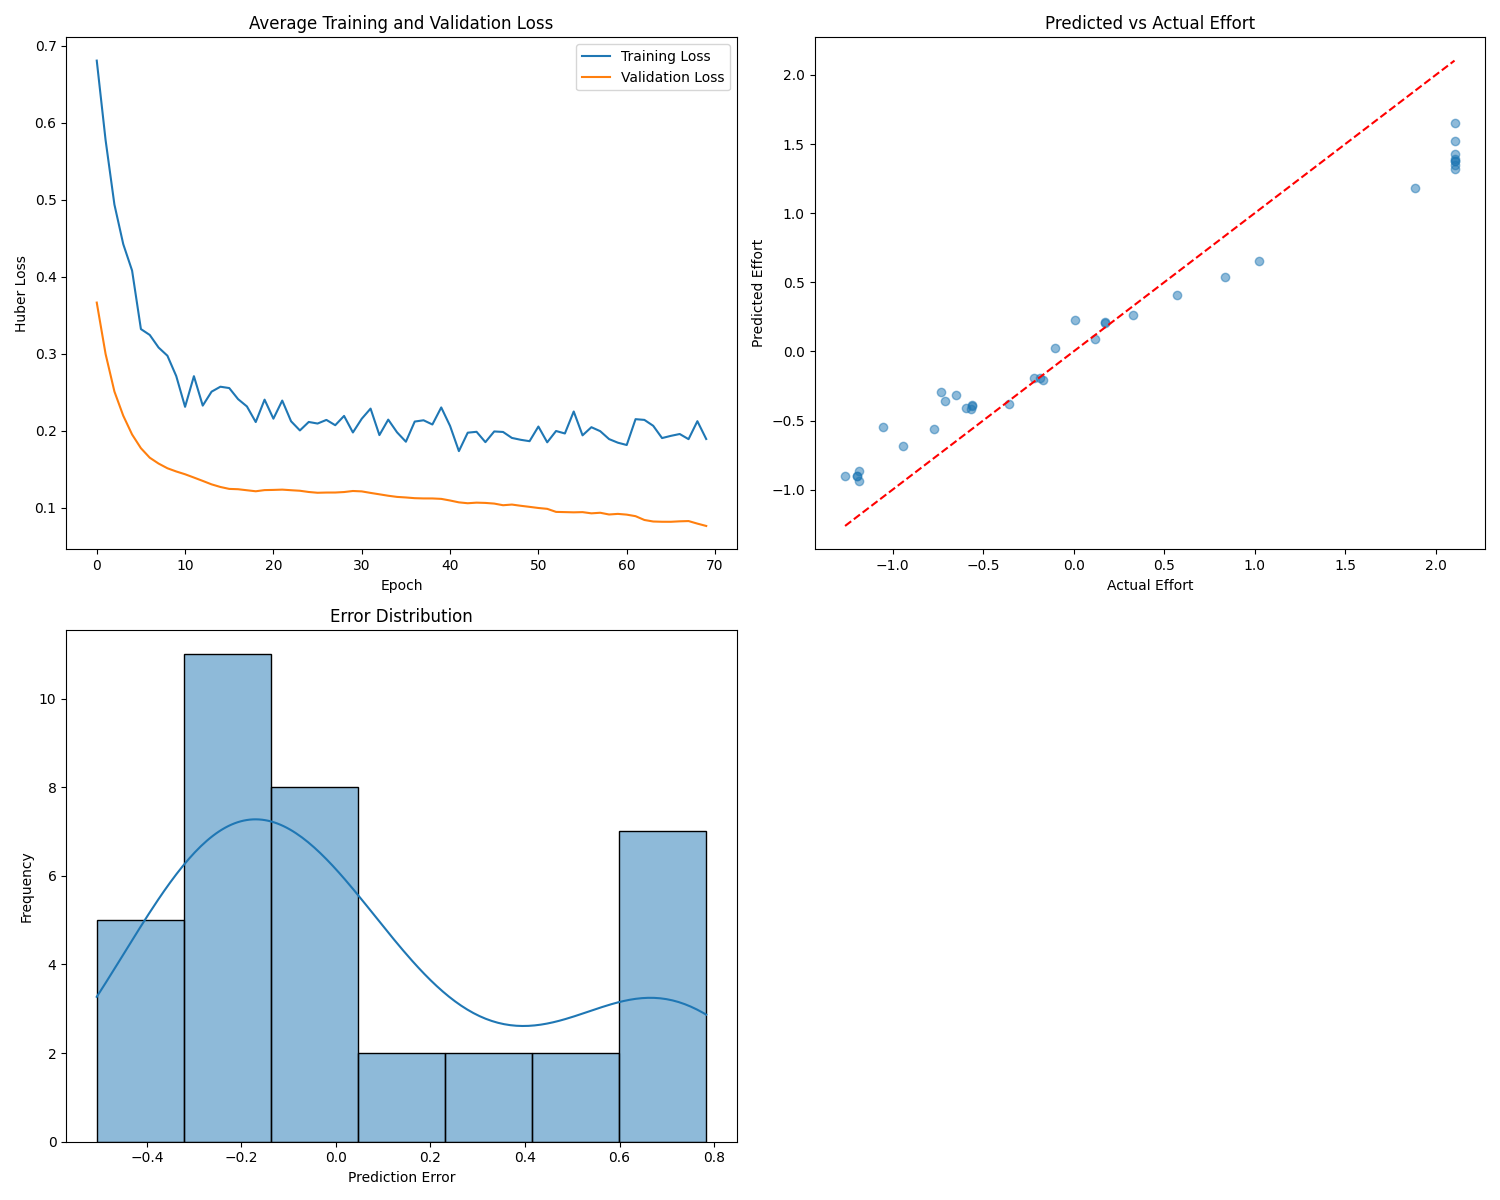 Average Training and Validation Loss
Training Loss
Validation Loss
0.7
0.6
0.5
0.4
0.3
0.2
0.1
Huber Loss
0 10 20 30 40 50 60 70
Epoch
Predicted vs Actual Effort
2.0
1.5
1.0
0.5
0.0
−0.5
−1.0
Predicted Effort
−1.0 −0.5 0.0 0.5 1.0 1.5 2.0
Actual Effort
Error Distribution
10
8
6
4
2
0
Frequency
−0.4 −0.2 0.0 0.2 0.4 0.6 0.8
Prediction Error